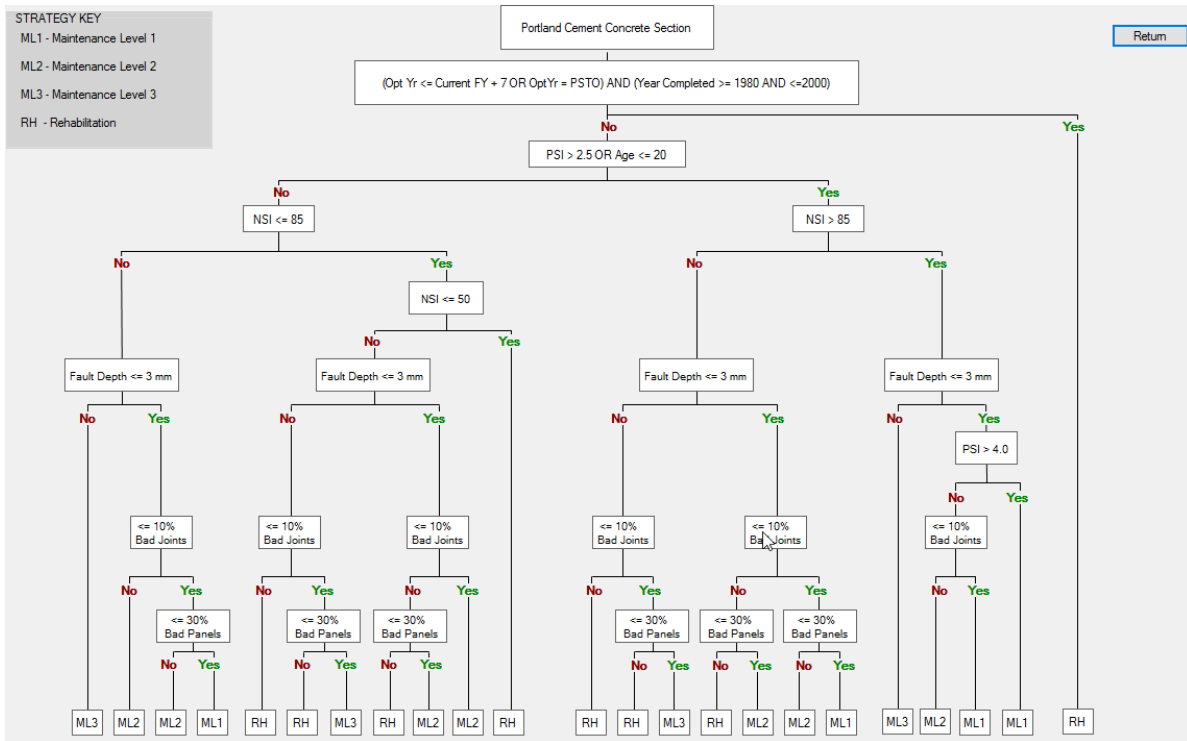 STRATEGY KEY
ML1 - Maintenance Level 1
ML2 - Maintenance Level 2
ML3 - Maintenance Level 3
RH - Rehabilitation
Portland Cement Concrete Section
Return
(Opt Yr <= Current FY + 7 OR OptYr = PSTO) AND (Year Completed >= 1980 AND <=2000)
No
Yes
PSI > 2.5 OR Age <= 20
No
Yes
NSI <= 85
NSI > 85
No
Yes
No
Yes
NSI <= 50
No
Yes
Fault Depth <= 3 mm
Fault Depth <= 3 mm
Fault Depth <= 3 mm
Fault Depth <= 3 mm
No
Yes
No
Yes
No
Yes
No
Yes
PSI > 4.0
No
Yes
<= 10%
Bad Joints
<= 10%
Bad Joints
<= 10%
Bad Joints
<= 10%
Bad Joints
<= 10%
Bad Joints
<= 10%
Bad Joints
No
Yes
No
Yes
No
Yes
No
Yes
No
Yes
No
Yes
<= 30%
Bad Panels
<= 30%
Bad Panels
<= 30%
Bad Panels
<= 30%
Bad Panels
<= 30%
Bad Panels
<= 30%
Bad Panels
No
Yes
No
Yes
No
Yes
No
Yes
No
Yes
No
Yes
ML3
ML2
ML2
ML1
RH
RH
ML3
RH
ML2
ML2
RH
RH
RH
ML3
RH
ML2
ML2
ML1
ML3
ML2
ML1
ML1
RH